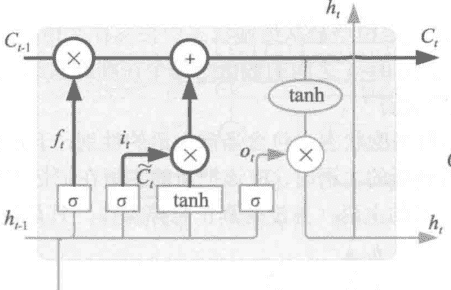 h_t
C_{t-1} × + C_t
tanh
f_t i_t × o_t ×
C̃_t
σ σ tanh σ
h_{t-1} h_t